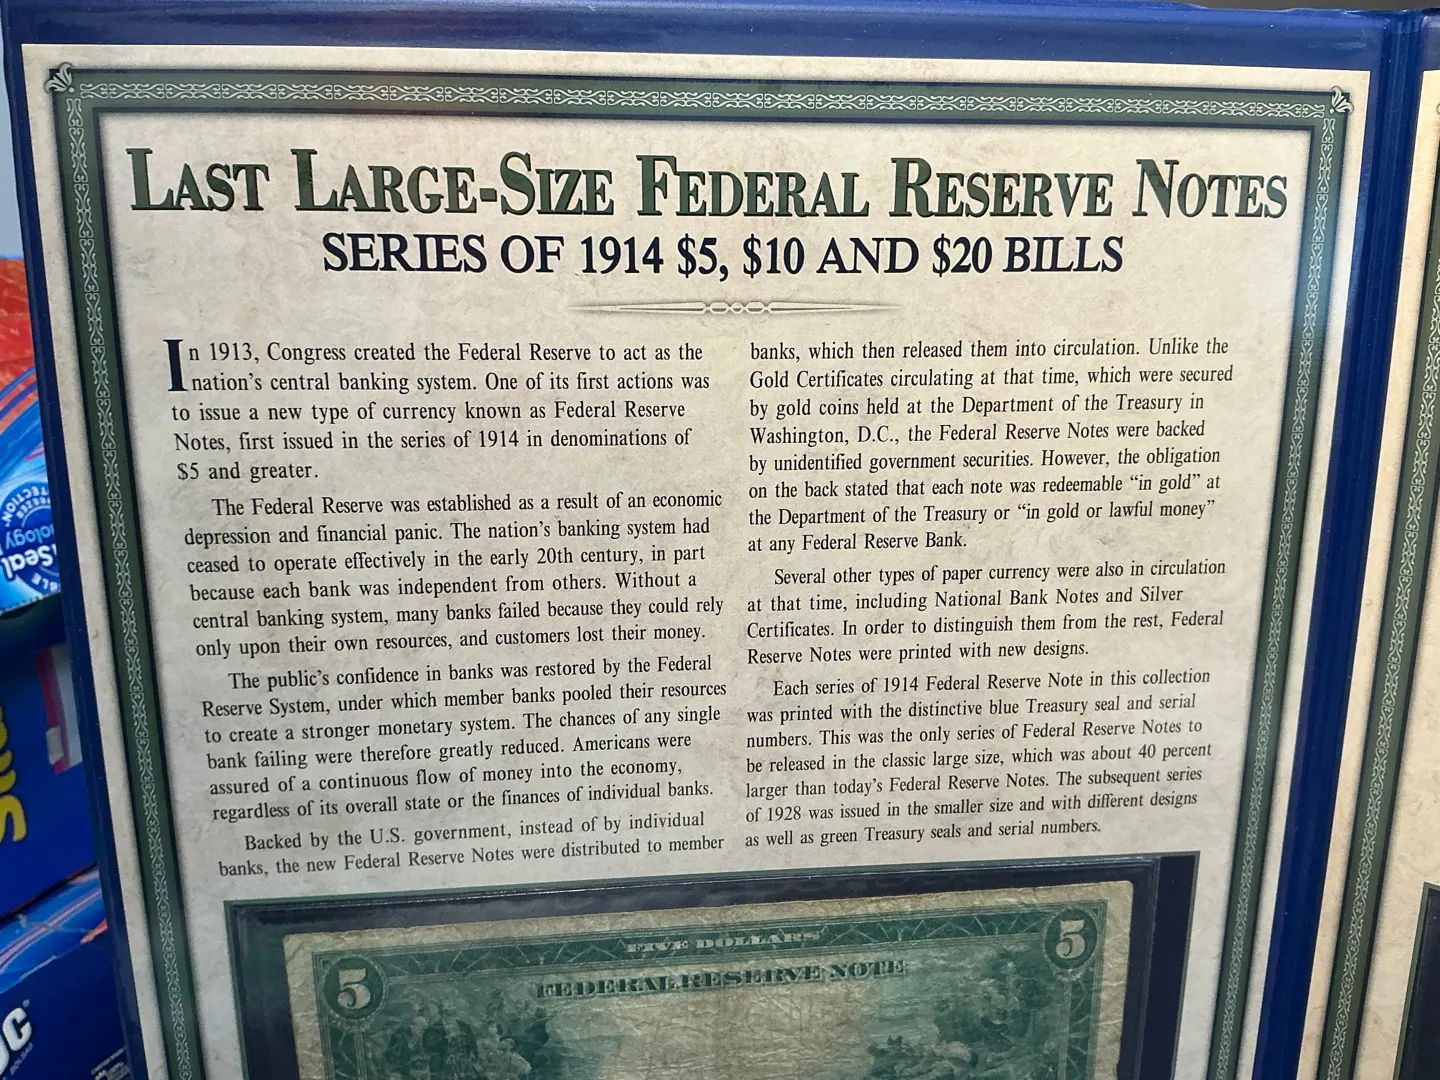 LAST LARGE-SIZE FEDERAL RESERVE NOTES
SERIES OF 1914 $5, $10 AND $20 BILLS
In 1913, Congress created the Federal Reserve to act as the
nation's central banking system. One of its first actions was
to issue a new type of currency known as Federal Reserve
Notes, first issued in the series of 1914 in denominations of
$5 and greater.
The Federal Reserve was established as a result of an economic
depression and financial panic. The nation's banking system had
ceased to operate effectively in the early 20th century, in part
because each bank was independent from others. Without a
central banking system, many banks failed because they could rely
only upon their own resources, and customers lost their money.
The public's confidence in banks was restored by the Federal
Reserve System, under which member banks pooled their resources
to create a stronger monetary system. The chances of any single
bank failing were therefore greatly reduced. Americans were
assured of a continuous flow of money into the economy,
regardless of its overall state or the finances of individual banks.
Backed by the U.S. government, instead of by individual
banks, the new Federal Reserve Notes were distributed to member
banks, which then released them into circulation. Unlike the
Gold Certificates circulating at that time, which were secured
by gold coins held at the Department of the Treasury in
Washington, D.C., the Federal Reserve Notes were backed
by unidentified government securities. However, the obligation
on the back stated that each note was redeemable "in gold" at
the Department of the Treasury or "in gold or lawful money"
at any Federal Reserve Bank.
Several other types of paper currency were also in circulation
at that time, including National Bank Notes and Silver
Certificates. In order to distinguish them from the rest, Federal
Reserve Notes were printed with new designs.
Each series of 1914 Federal Reserve Note in this collection
was printed with the distinctive blue Treasury seal and serial
numbers. This was the only series of Federal Reserve Notes to
be released in the classic large size, which was about 40 percent
larger than today's Federal Reserve Notes. The subsequent series
of 1928 was issued in the smaller size and with different designs
as well as green Treasury seals and serial numbers.
5 FIVE DOLLARS 5
FEDERAL RESERVE NOTE
Seal